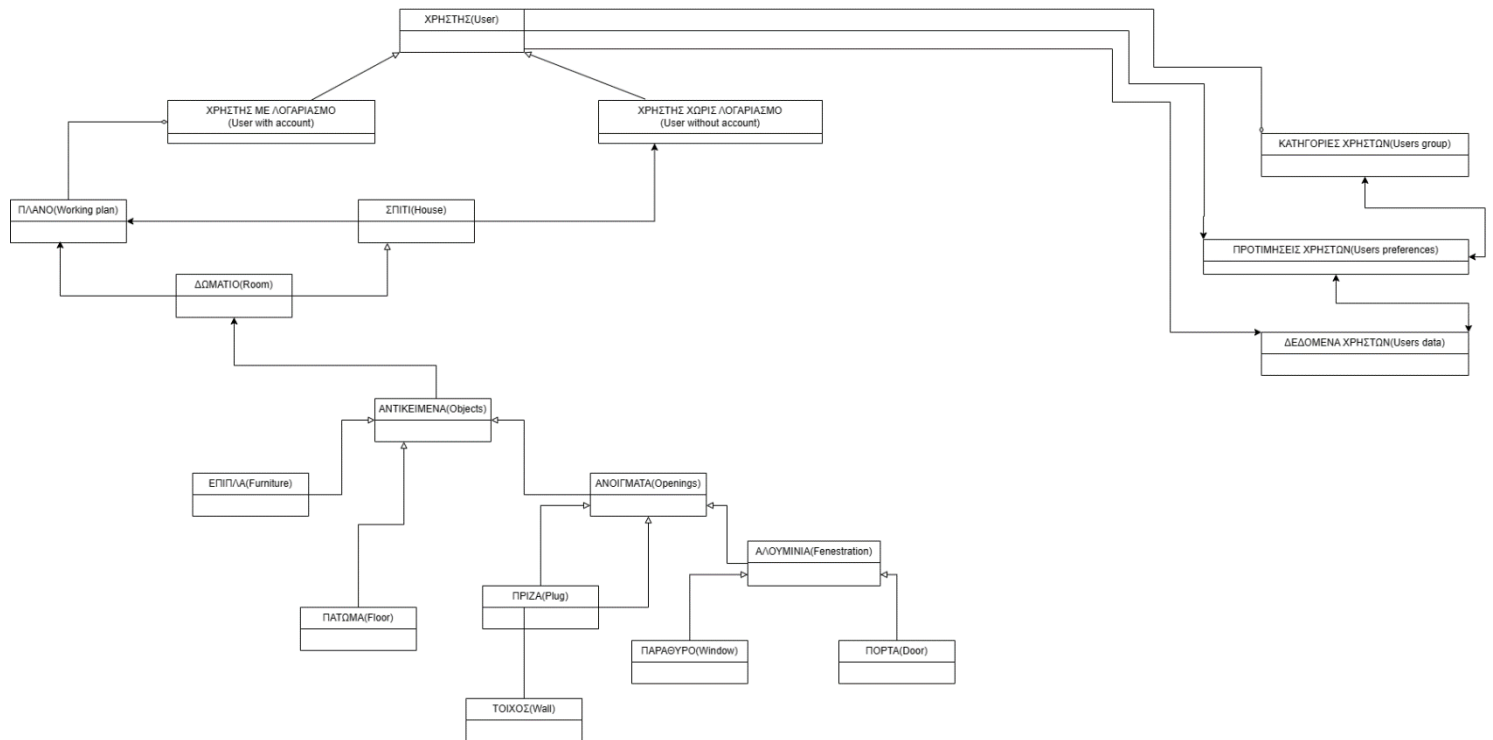 ΧΡΗΣΤΗΣ(User)
ΧΡΗΣΤΗΣ ΜΕ ΛΟΓΑΡΙΑΣΜΟ
(User with account)
ΧΡΗΣΤΗΣ ΧΩΡΙΣ ΛΟΓΑΡΙΑΣΜΟ
(User without account)
ΚΑΤΗΓΟΡΙΕΣ ΧΡΗΣΤΩΝ(Users group)
ΠΛΑΝΟ(Working plan)
ΣΠΙΤΙ(House)
ΠΡΟΤΙΜΗΣΕΙΣ ΧΡΗΣΤΩΝ(Users preferences)
ΔΩΜΑΤΙΟ(Room)
ΔΕΔΟΜΕΝΑ ΧΡΗΣΤΩΝ(Users data)
ΑΝΤΙΚΕΙΜΕΝΑ(Objects)
ΕΠΙΠΛΑ(Furniture)
ΑΝΟΙΓΜΑΤΑ(Openings)
ΑΛΟΥΜΙΝΙΑ(Fenestration)
ΠΡΙΖΑ(Plug)
ΠΑΤΩΜΑ(Floor)
ΠΑΡΑΘΥΡΟ(Window)
ΠΟΡΤΑ(Door)
ΤΟΙΧΟΣ(Wall)